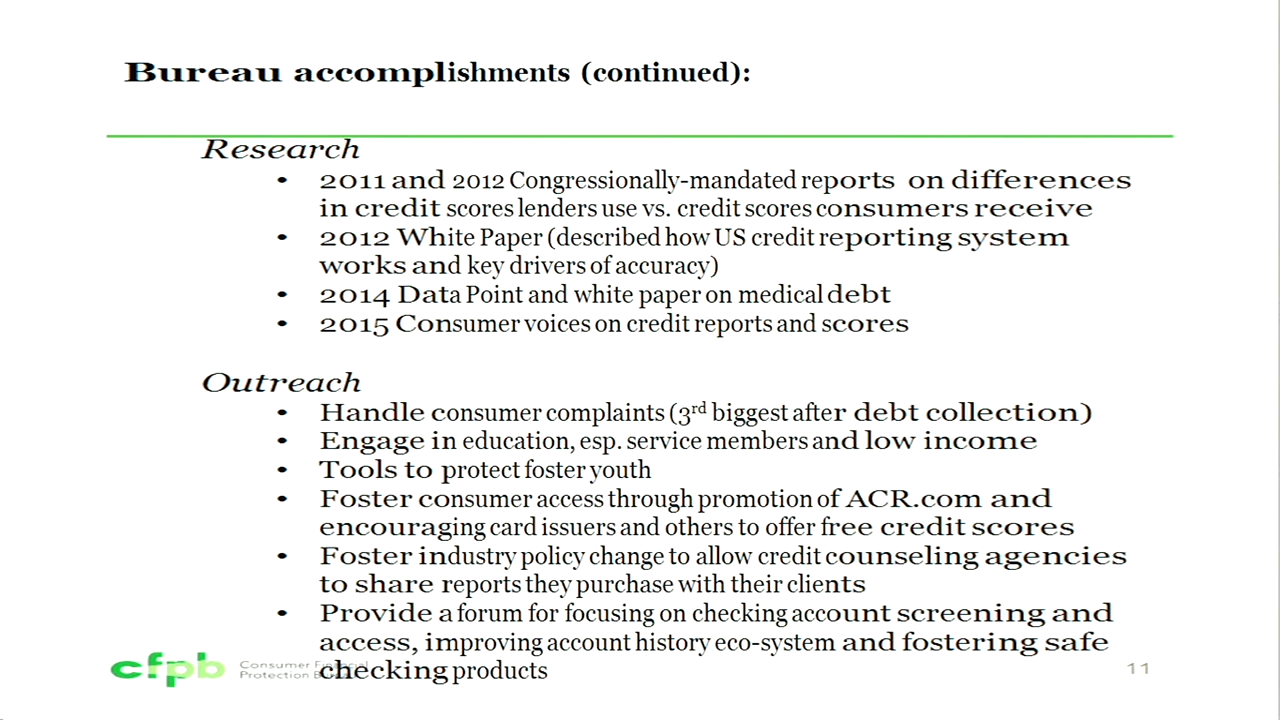 Bureau accomplishments (continued):
Research
• 2011 and 2012 Congressionally-mandated reports on differences
in credit scores lenders use vs. credit scores consumers receive
• 2012 White Paper (described how US credit reporting system
works and key drivers of accuracy)
• 2014 Data Point and white paper on medical debt
• 2015 Consumer voices on credit reports and scores
Outreach
• Handle consumer complaints (3rd biggest after debt collection)
• Engage in education, esp. service members and low income
• Tools to protect foster youth
• Foster consumer access through promotion of ACR.com and
encouraging card issuers and others to offer free credit scores
• Foster industry policy change to allow credit counseling agencies
to share reports they purchase with their clients
• Provide a forum for focusing on checking account screening and
access, improving account history eco-system and fostering safe
checking products
cfpb
Consumer Financial
Protection Bureau
11